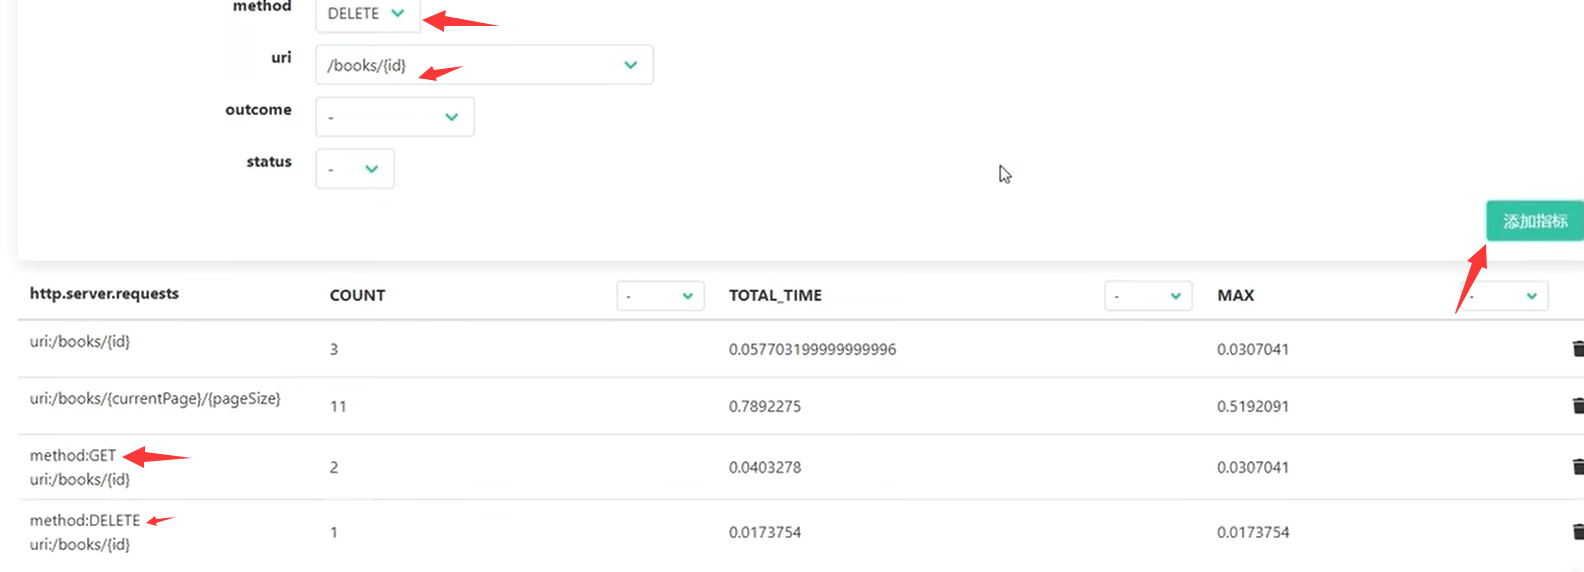 method DELETE
uri /books/{id}
outcome -
status -
添加指标
http.server.requests COUNT - TOTAL_TIME - MAX -
uri:/books/{id} 3 0.057703199999999996 0.0307041
uri:/books/{currentPage}/{pageSize} 11 0.7892275 0.5192091
method:GET
uri:/books/{id} 2 0.0403278 0.0307041
method:DELETE
uri:/books/{id} 1 0.0173754 0.0173754